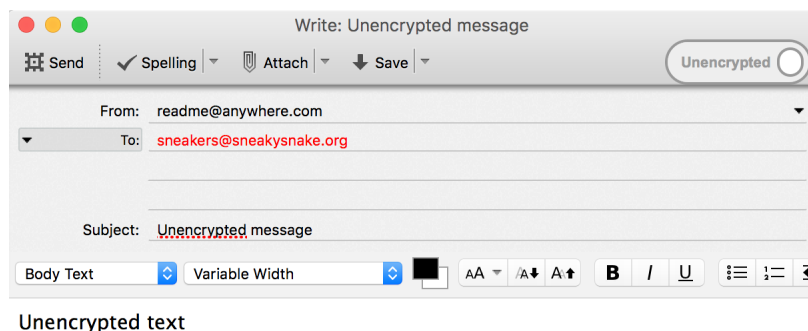 Write: Unencrypted message
Send Spelling Attach Save Unencrypted
From: readme@anywhere.com
To: sneakers@sneakysnake.org
Subject: Unencrypted message
Body Text Variable Width AA A A B I U
Unencrypted text